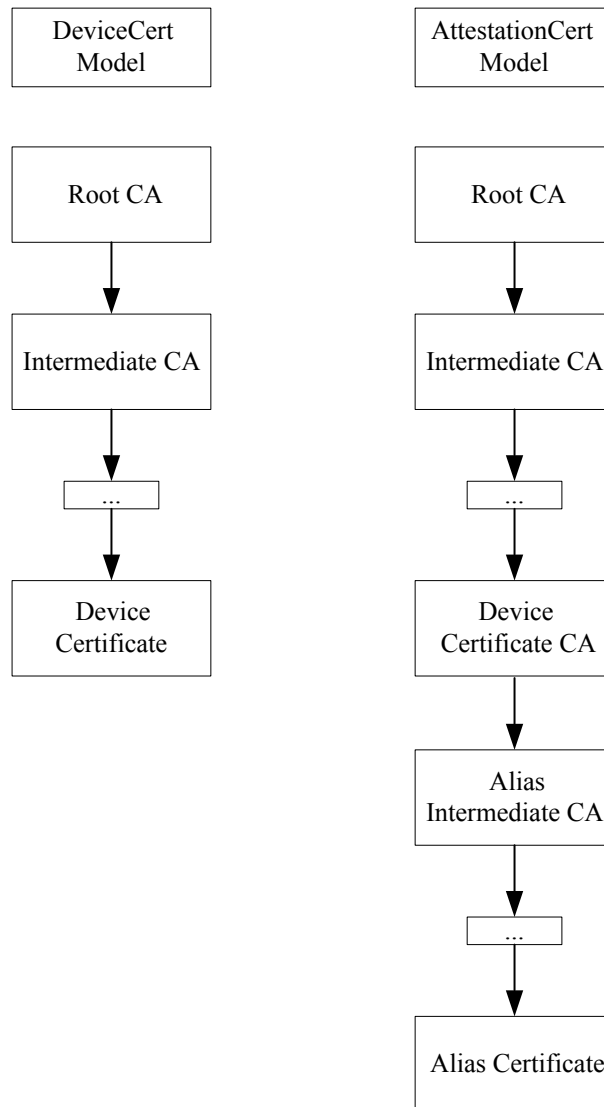 DeviceCert
Model
Root CA
Intermediate CA
...
Device
Certificate
AttestationCert
Model
Root CA
Intermediate CA
...
Device
Certificate CA
Alias
Intermediate CA
...
Alias Certificate